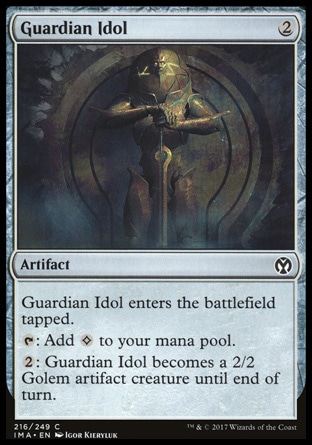 Guardian Idol 2
Artifact
Guardian Idol enters the battlefield
tapped.
: Add to your mana pool.
2: Guardian Idol becomes a 2/2
Golem artifact creature until end of
turn.
216/249 C
IMA • EN Igor Kieryluk
™ & © 2017 Wizards of the Coast